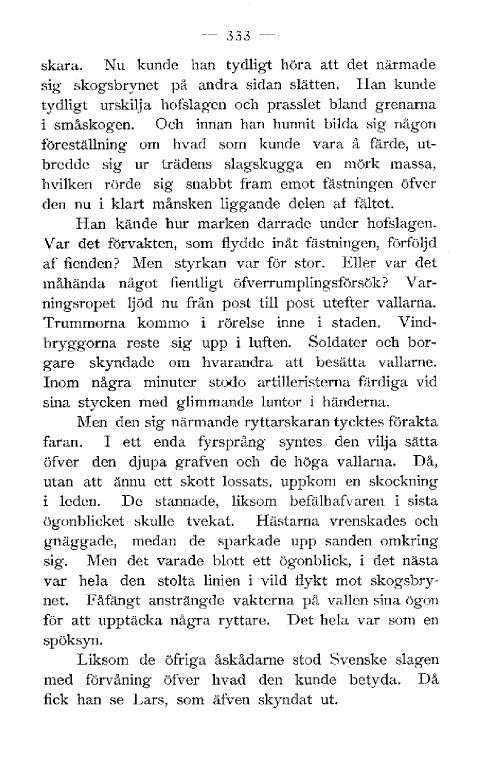 — 333 —
skara. Nu kunde han tydligt höra att det närmade
sig skogsbrynet på andra sidan slätten. Han kunde
tydligt urskilja hofslagen och prasslet bland grenarna
i småskogen. Och innan han hunnit bilda sig någon
föreställning om hvad som kunde vara å färde, ut-
bredde sig ur trädens slagskugga en mörk massa,
hvilken rörde sig snabbt fram emot fästningen öfver
den nu i klart månsken liggande delen af fältet.
Han kände hur marken darrade under hofslagen.
Var det förvakten, som flydde inåt fästningen, förföljd
af fienden? Men styrkan var för stor. Eller var det
måhända något fientligt öfverrumplingsförsök? Var-
ningsropet ljöd nu från post till post utefter vallarna.
Trummorna kommo i rörelse inne i staden. Vind-
bryggorna reste sig upp i luften. Soldater och bor-
gare skyndade om hvarandra att besätta vallarne.
Inom några minuter stodo artilleristerna färdiga vid
sina stycken med glimmande luntor i händerna.
Men den sig närmande ryttarskaran tycktes förakta
faran. I ett enda fyrsprång syntes den vilja sätta
öfver den djupa grafven och de höga vallarna. Då,
utan att ännu ett skott lossats, uppkom en skockning
i leden. De stannade, liksom befälhafvaren i sista
ögonblicket skulle tvekat. Hästarna vrenskades och
gnäggade, medan de sparkade upp sanden omkring
sig. Men det varade blott ett ögonblick, i det nästa
var hela den stolta linien i vild flykt mot skogsbry-
net. Fåfängt ansträngde vakterna på vallen sina ögon
för att upptäcka några ryttare. Det hela var som en
spöksyn.
Liksom de öfriga åskådarne stod Svenske slagen
med förvåning öfver hvad den kunde betyda. Då
fick han se Lars, som äfven skyndat ut.